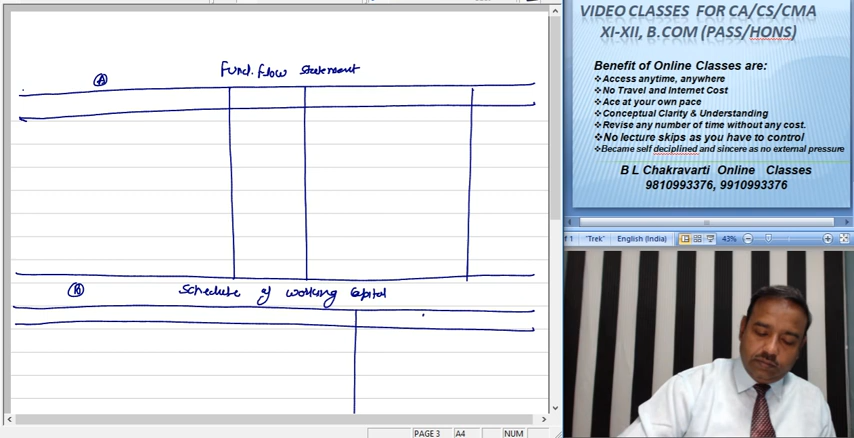 Fund flow Statement
A
B Schedule of working Capital
PAGE 3 A4 NUM
VIDEO CLASSES FOR CA/CS/CMA
XI-XII, B.COM (PASS/HONS)
Benefit of Online Classes are:
❖Access anytime, anywhere
❖No Travel and Internet Cost
❖Ace at your own pace
❖Conceptual Clarity & Understanding
❖Revise any number of time without any cost.
❖No lecture skips as you have to control
❖Became self deciplined and sincere as no external pressure
B L Chakravarti Online Classes
9810993376, 9910993376
f 1 "Trek" English (India) 43%